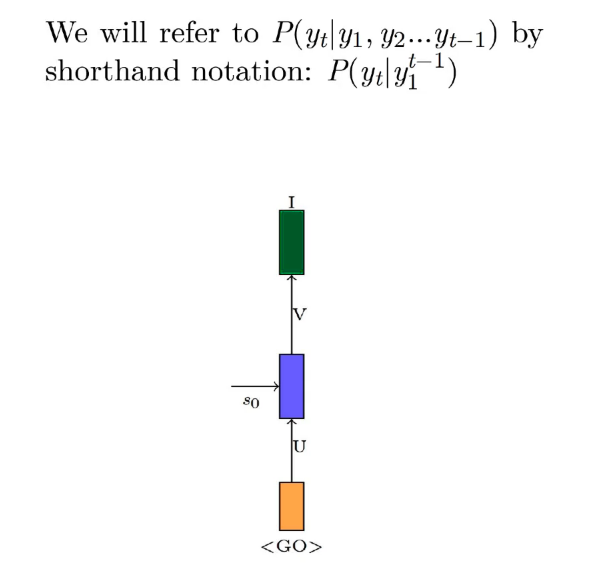 We will refer to P(y_t|y_1, y_2...y_{t−1}) by
shorthand notation: P(y_t|y_1^{t−1})
I
V
s_0
U
<GO>